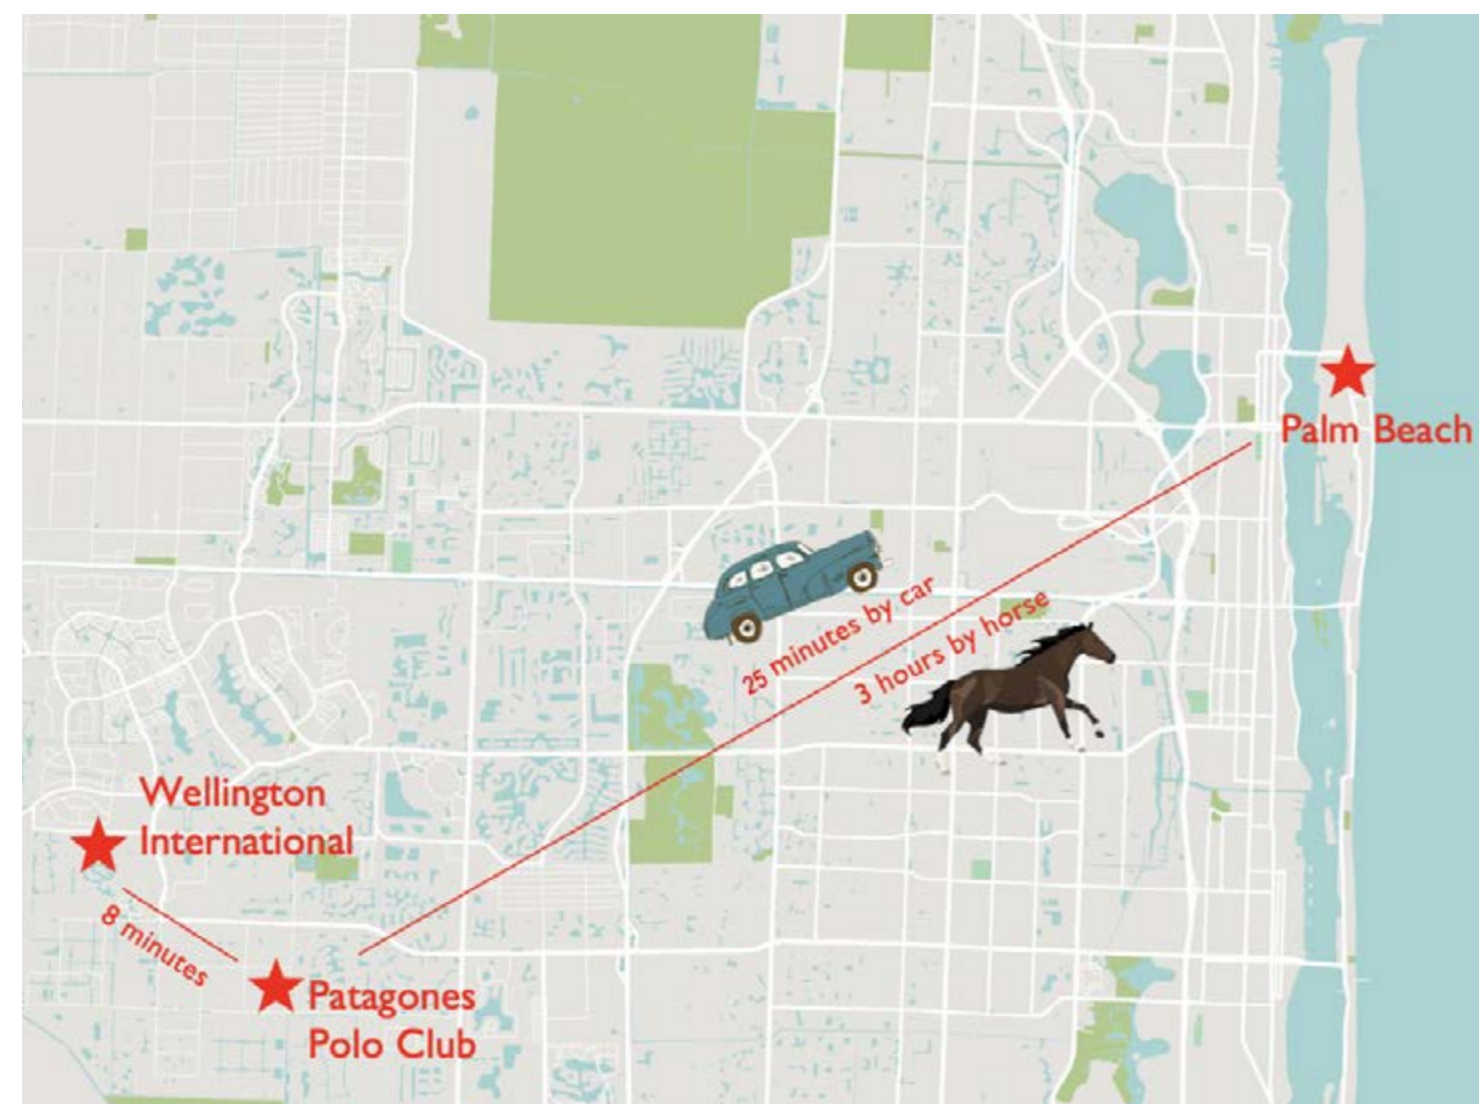 Palm Beach
25 minutes by car
3 hours by horse
Wellington
International
8 minutes
Patagones
Polo Club